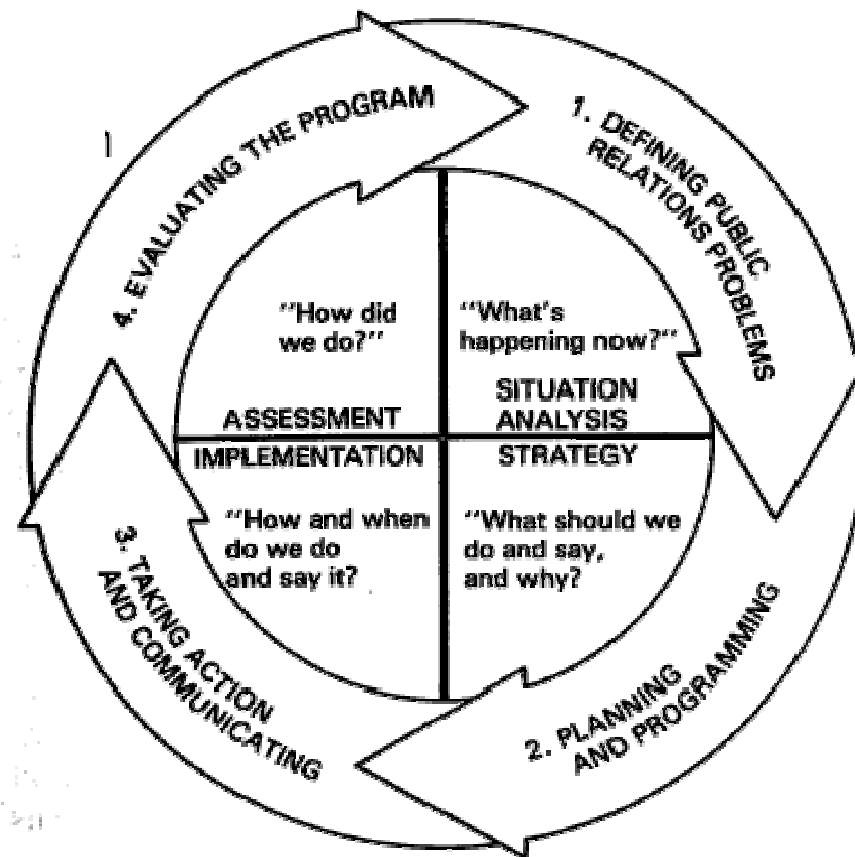 1. DEFINING PUBLIC
RELATIONS PROBLEMS
"What's
happening now?"
SITUATION
ANALYSIS
STRATEGY
"What should we
do and say,
and why?
2. PLANNING
AND PROGRAMMING
3. TAKING ACTION
AND COMMUNICATING
IMPLEMENTATION
"How and when
do we do
and say it?
4. EVALUATING THE PROGRAM
"How did
we do?"
ASSESSMENT